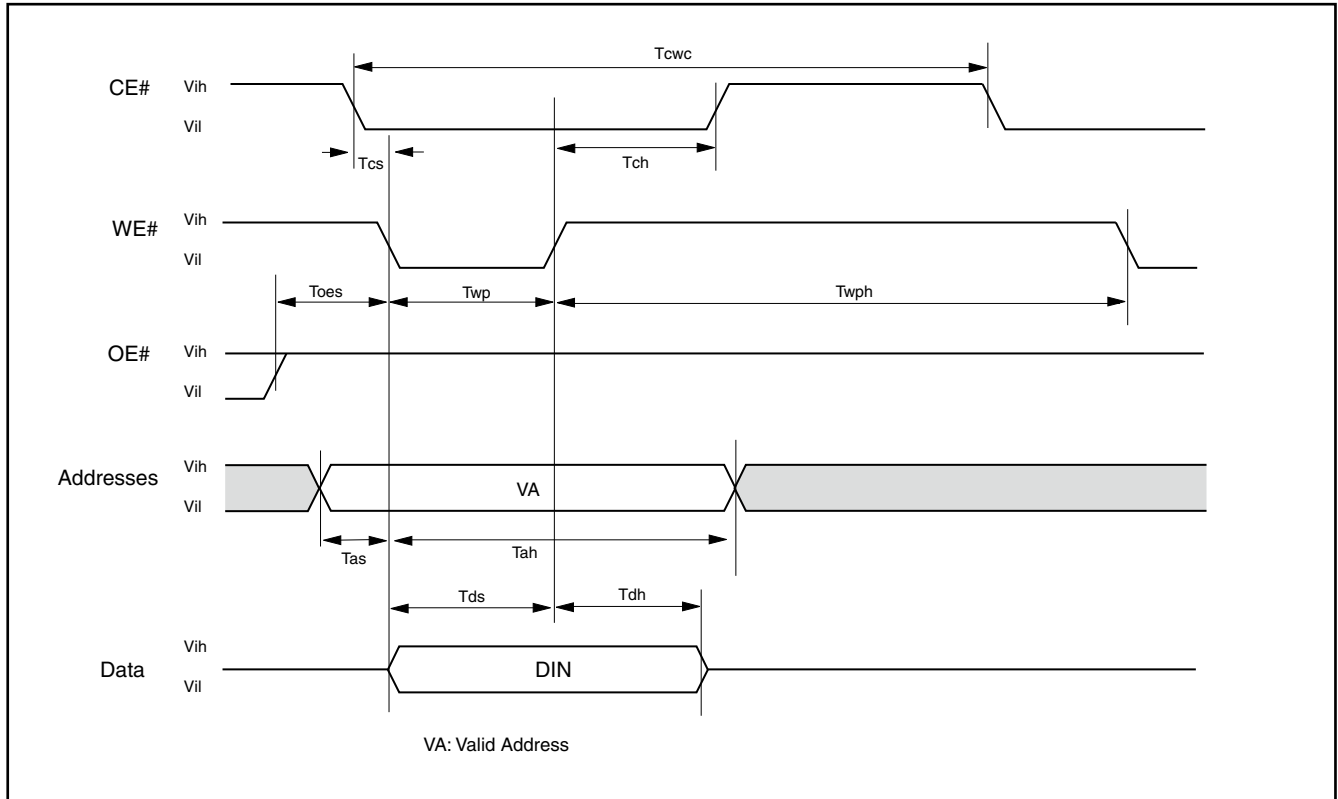 Tcwc
CE# Vih
Vil
Tcs
Tch
WE# Vih
Vil
Toes Twp Twph
OE# Vih
Vil
Addresses Vih
Vil
VA
Tas Tah
Tds Tdh
Data Vih
Vil
DIN
VA: Valid Address